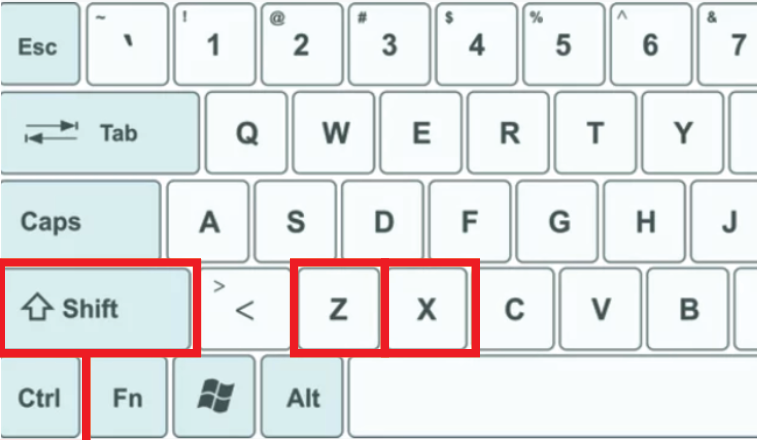 Esc ~ ` ! 1 @ 2 # 3 $ 4 % 5 ^ 6 & 7
Tab Q W E R T Y
Caps A S D F G H J
Shift > < Z X C V B
Ctrl Fn Alt